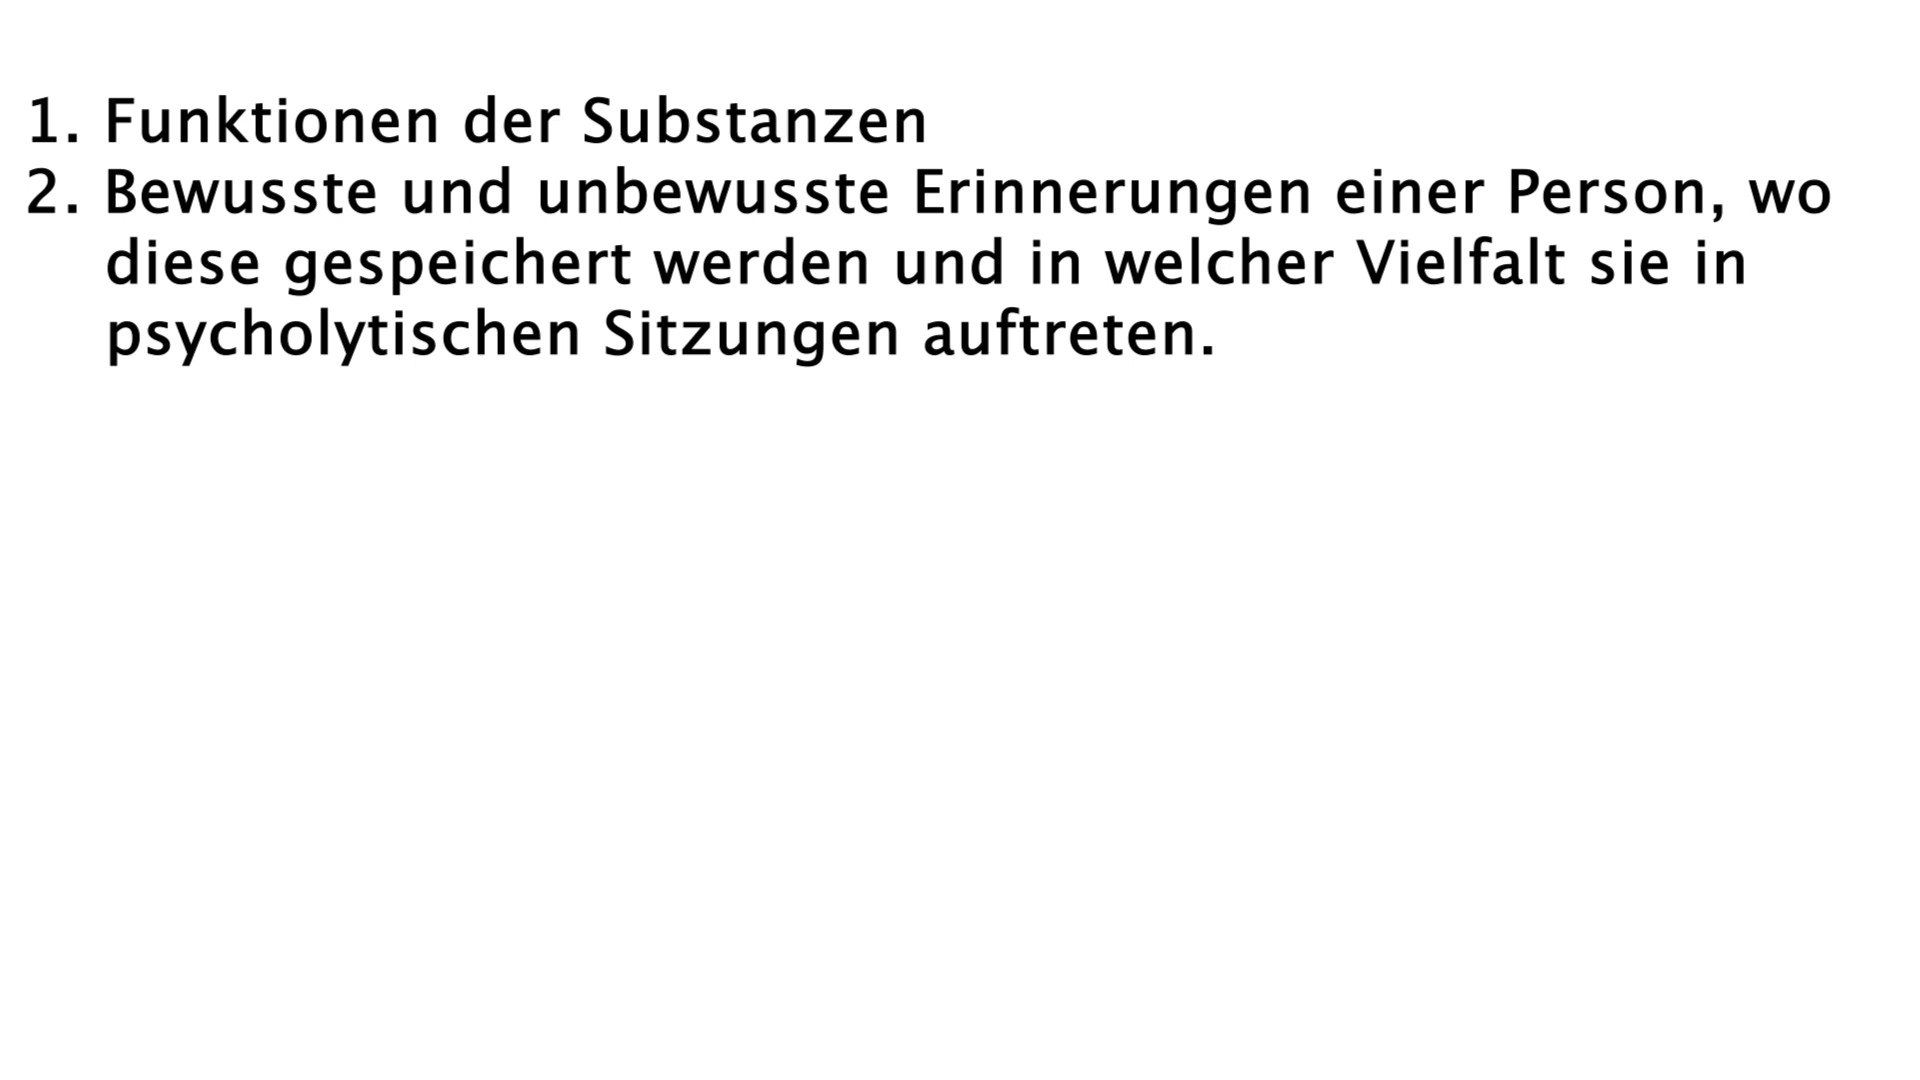 1. Funktionen der Substanzen
2. Bewusste und unbewusste Erinnerungen einer Person, wo
diese gespeichert werden und in welcher Vielfalt sie in
psycholytischen Sitzungen auftreten.